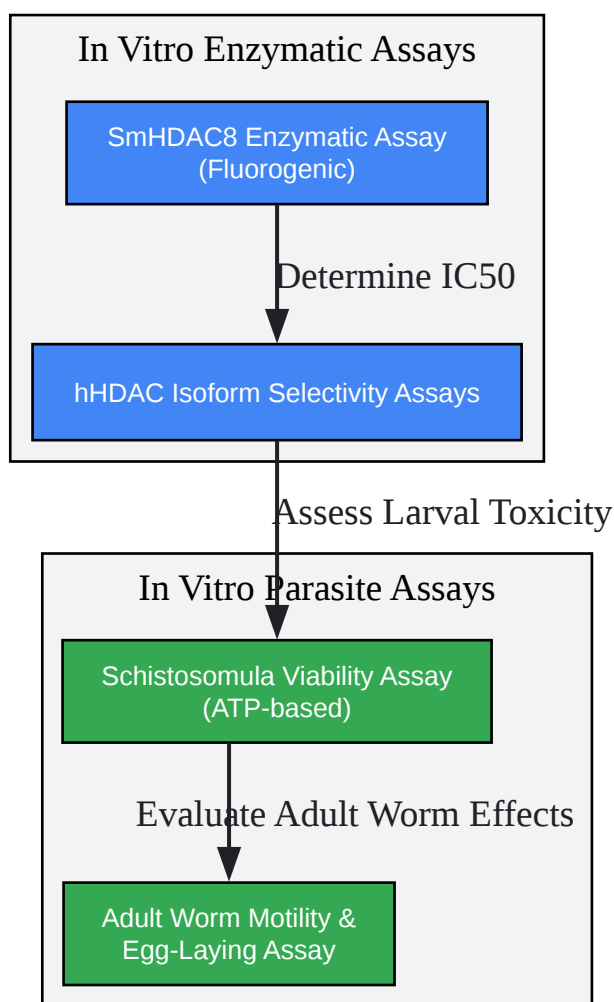 In Vitro Enzymatic Assays
SmHDAC8 Enzymatic Assay
(Fluorogenic)
Determine IC50
hHDAC Isoform Selectivity Assays
Assess Larval Toxicity
In Vitro Parasite Assays
Schistosomula Viability Assay
(ATP-based)
Evaluate Adult Worm Effects
Adult Worm Motility &
Egg-Laying Assay